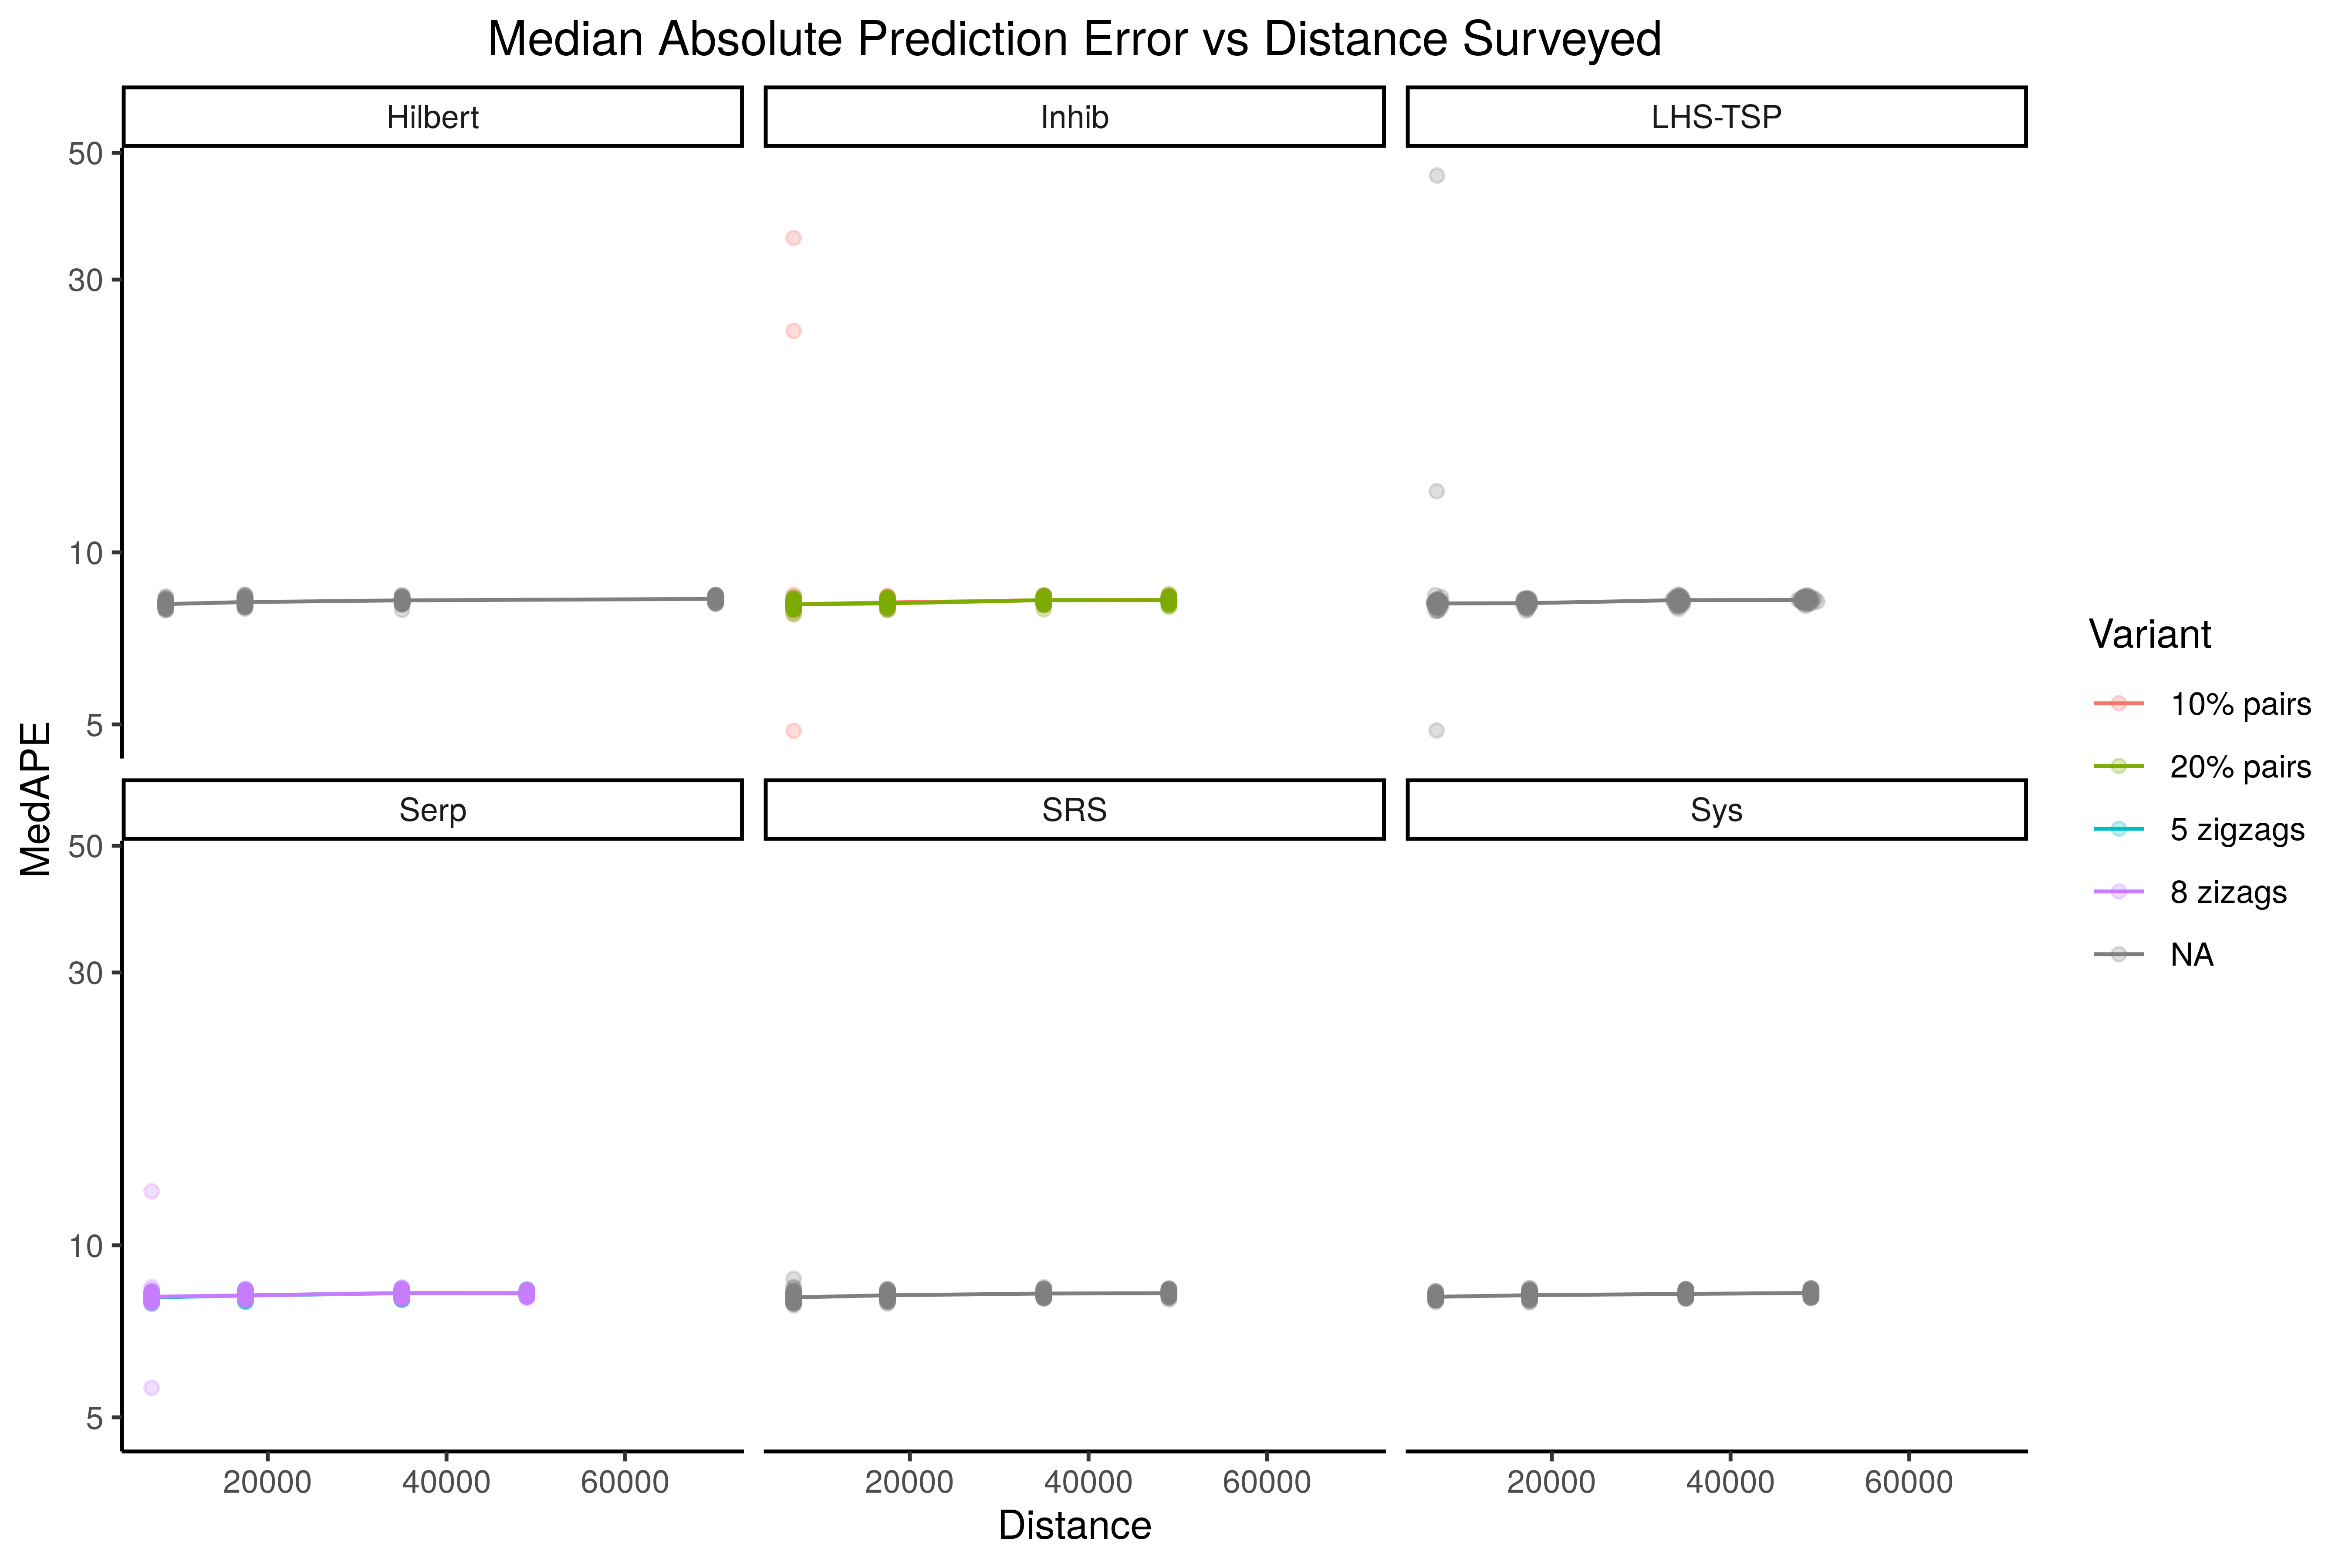 Median Absolute Prediction Error vs Distance Surveyed
Hilbert
Inhib
LHS-TSP
50
30
10
5
Serp
SRS
Sys
50
30
10
5
20000 40000 60000
20000 40000 60000
20000 40000 60000
Distance
MedAPE
Variant
10% pairs
20% pairs
5 zigzags
8 zizags
NA